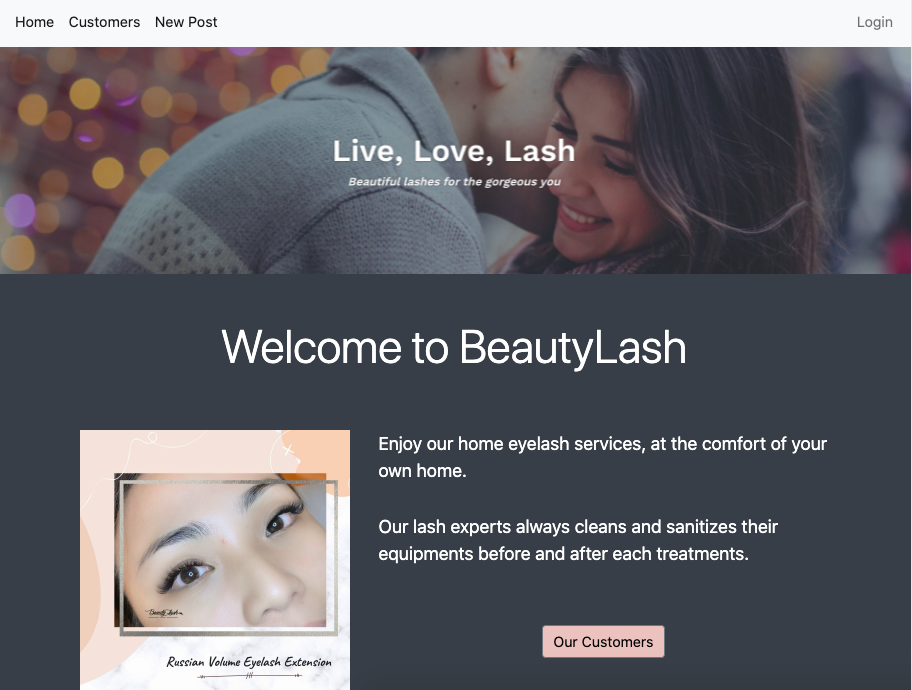 Home Customers New Post Login
Live, Love, Lash
Beautiful lashes for the gorgeous you
Welcome to BeautyLash
Enjoy our home eyelash services, at the comfort of your
own home.
Our lash experts always cleans and sanitizes their
equipments before and after each treatments.
Our Customers
Russian Volume Eyelash Extension